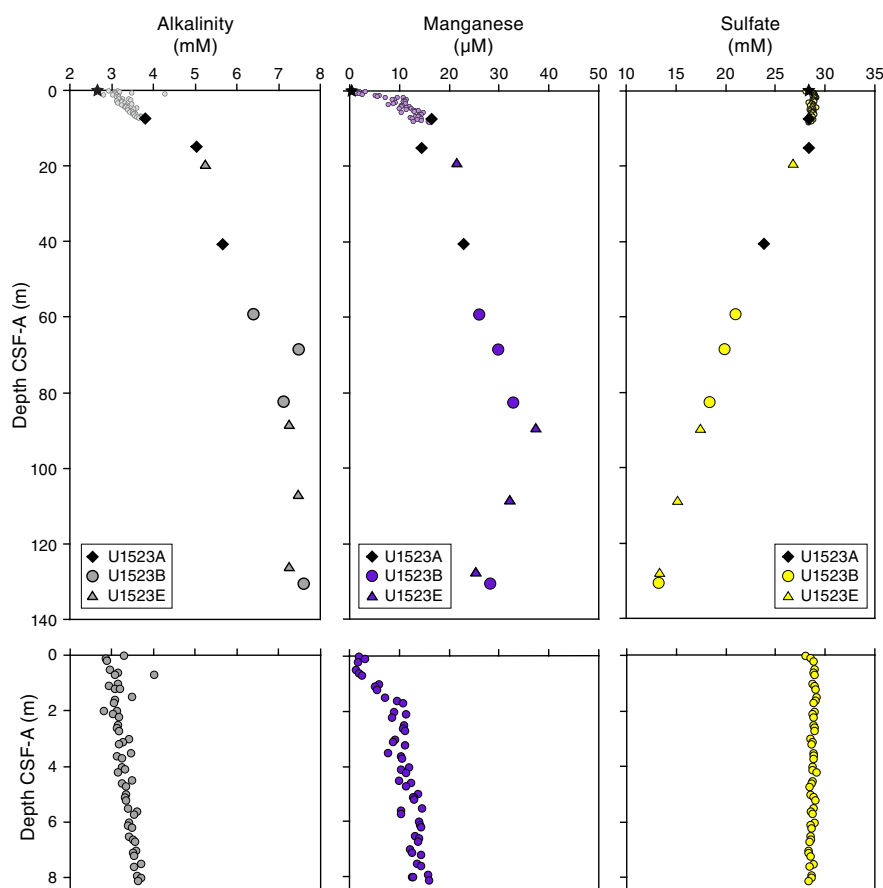 Alkalinity
(mM)
Manganese
(µM)
Sulfate
(mM)
2 3 4 5 6 7 8
0 10 20 30 40 50
10 15 20 25 30 35
0
20
40
60
80
100
120
140
Depth CSF-A (m)
U1523A
U1523B
U1523E
U1523A
U1523B
U1523E
U1523A
U1523B
U1523E
0
2
4
6
8
Depth CSF-A (m)